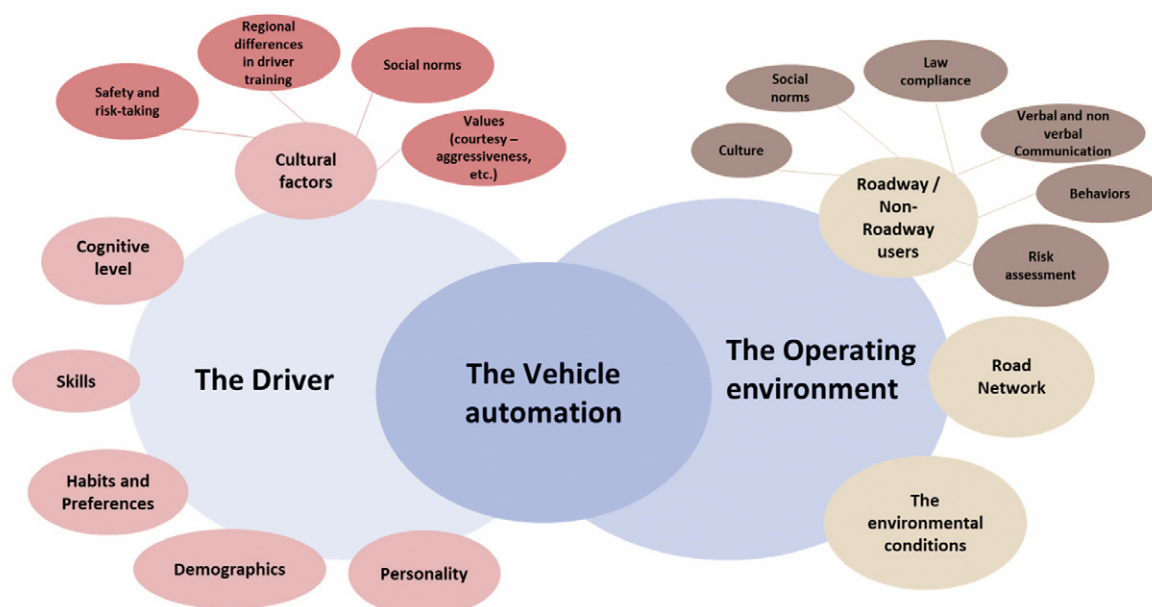 Regional
differences
in driver
training
Social norms
Safety and
risk-taking
Values
(courtesy –
aggressiveness,
etc.)
Cultural
factors
Cognitive
level
Skills
Habits and
Preferences
Demographics
Personality
The Driver
The Vehicle
automation
The Operating
environment
Law
compliance
Social
norms
Verbal and non
verbal
Communication
Culture
Roadway /
Non-
Roadway
users
Behaviors
Risk
assessment
Road
Network
The
environmental
conditions